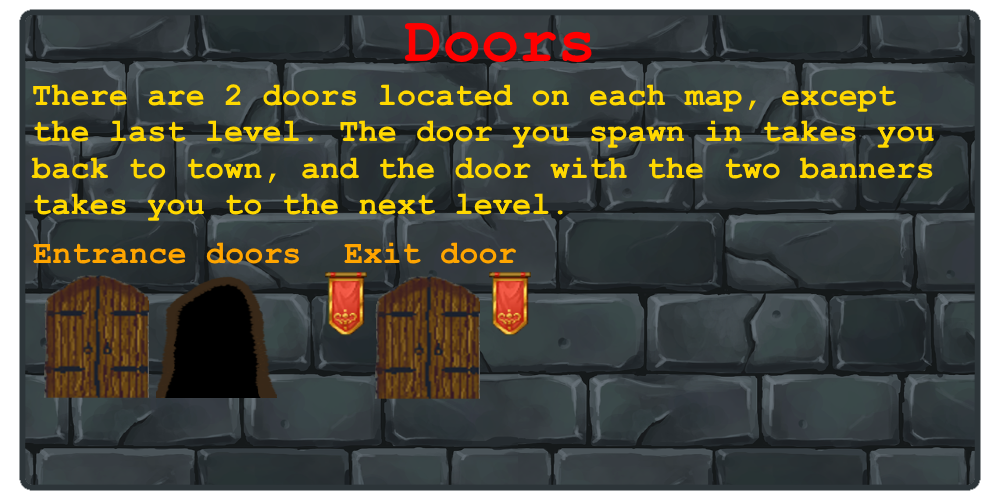 Doors
There are 2 doors located on each map, except
the last level. The door you spawn in takes you
back to town, and the door with the two banners
takes you to the next level.
Entrance doors Exit door